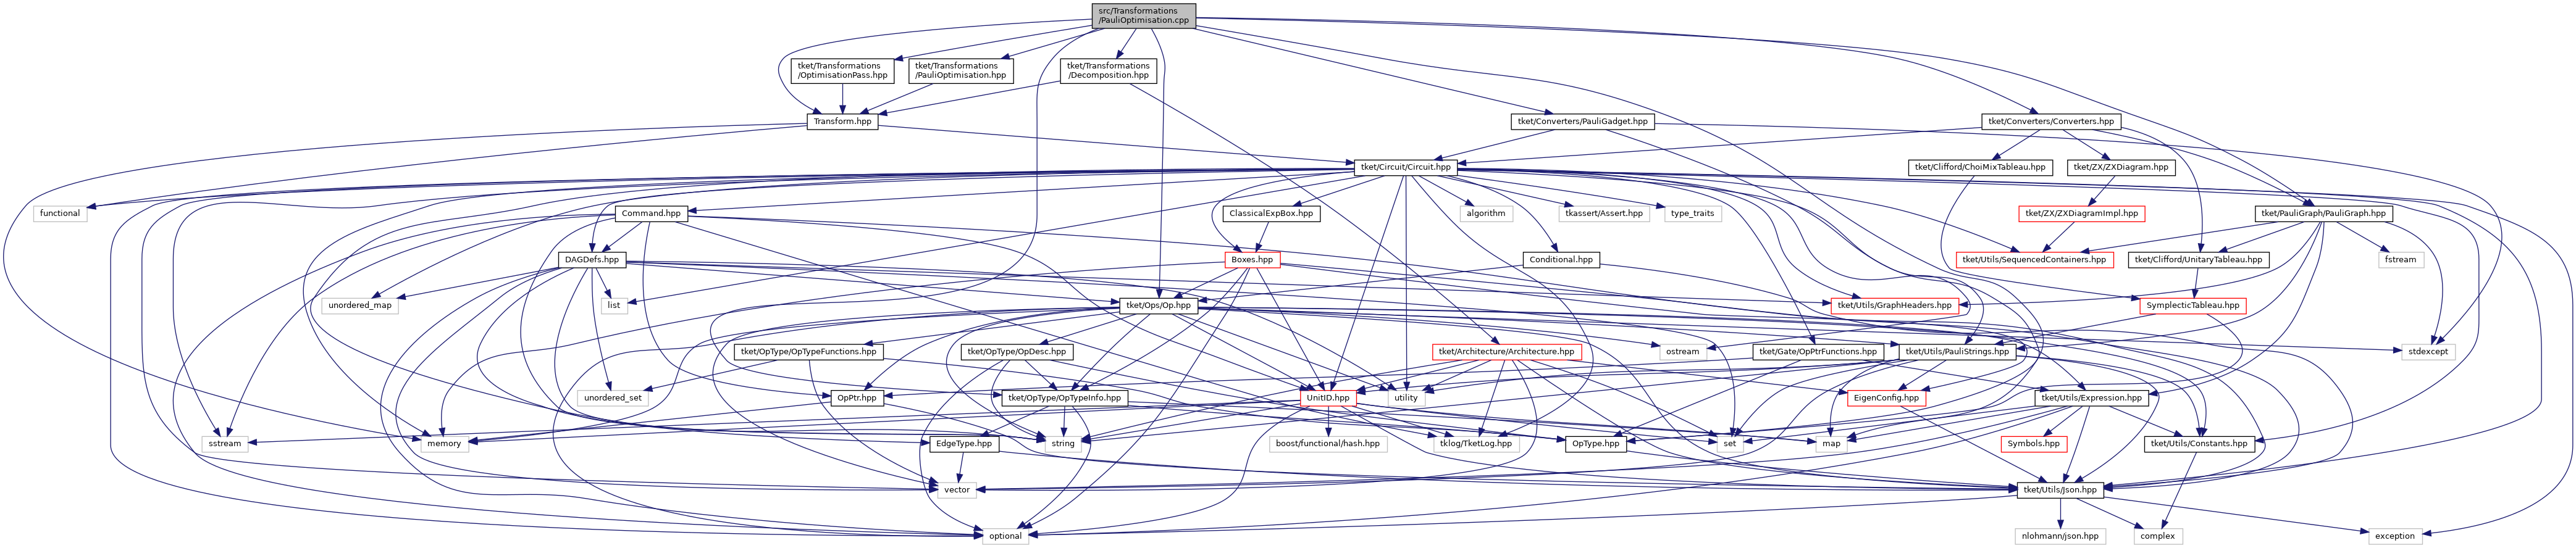 src/Transformations
/PauliOptimisation.cpp
tket/Transformations
/OptimisationPass.hpp
tket/Transformations
/PauliOptimisation.hpp
tket/Transformations
/Decomposition.hpp
Transform.hpp
tket/Converters/PauliGadget.hpp
tket/Converters/Converters.hpp
tket/Circuit/Circuit.hpp
tket/Clifford/ChoiMixTableau.hpp
tket/ZX/ZXDiagram.hpp
functional
Command.hpp
ClassicalExpBox.hpp
algorithm
tkassert/Assert.hpp
type_traits
tket/ZX/ZXDiagramImpl.hpp
tket/PauliGraph/PauliGraph.hpp
DAGDefs.hpp
Boxes.hpp
Conditional.hpp
tket/Utils/SequencedContainers.hpp
tket/Clifford/UnitaryTableau.hpp
fstream
unordered_map
list
tket/Ops/Op.hpp
tket/Utils/GraphHeaders.hpp
SymplecticTableau.hpp
tket/OpType/OpTypeFunctions.hpp
tket/OpType/OpDesc.hpp
ostream
tket/Architecture/Architecture.hpp
tket/Gate/OpPtrFunctions.hpp
tket/Utils/PauliStrings.hpp
stdexcept
unordered_set
OpPtr.hpp
tket/OpType/OpTypeInfo.hpp
UnitID.hpp
utility
EigenConfig.hpp
tket/Utils/Expression.hpp
sstream
memory
EdgeType.hpp
string
boost/functional/hash.hpp
tklog/TketLog.hpp
set
map
OpType.hpp
Symbols.hpp
tket/Utils/Constants.hpp
vector
tket/Utils/Json.hpp
optional
nlohmann/json.hpp
complex
exception